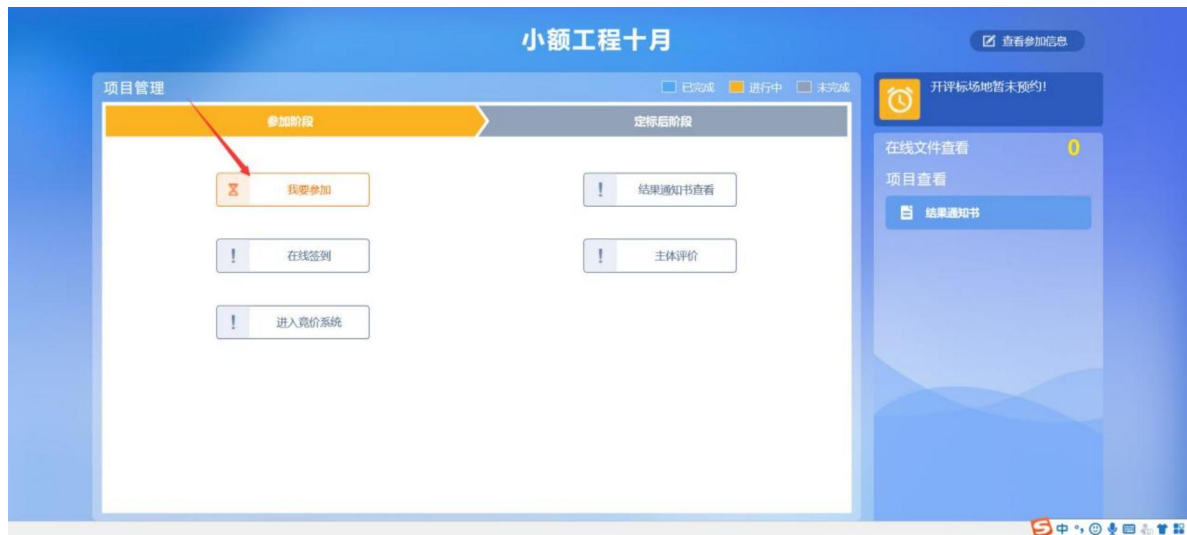 小额工程十月
查看参加信息
项目管理
已完成 进行中 未完成
参加阶段
定标后阶段
我要参加
结果通知书查看
在线签到
主体评价
进入竞价系统
开评标场地暂未预约!
在线文件查看 0
项目查看
结果通知书
中